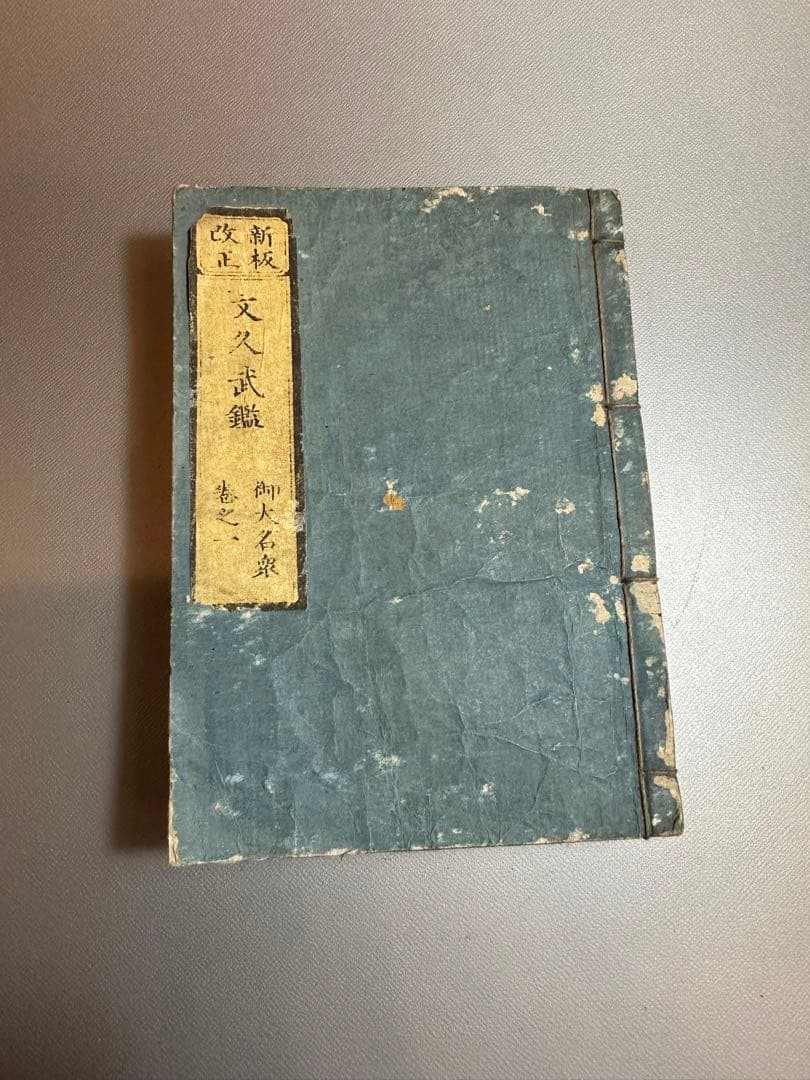 新板
改正
文久武鑑
御大名衆
巻之一